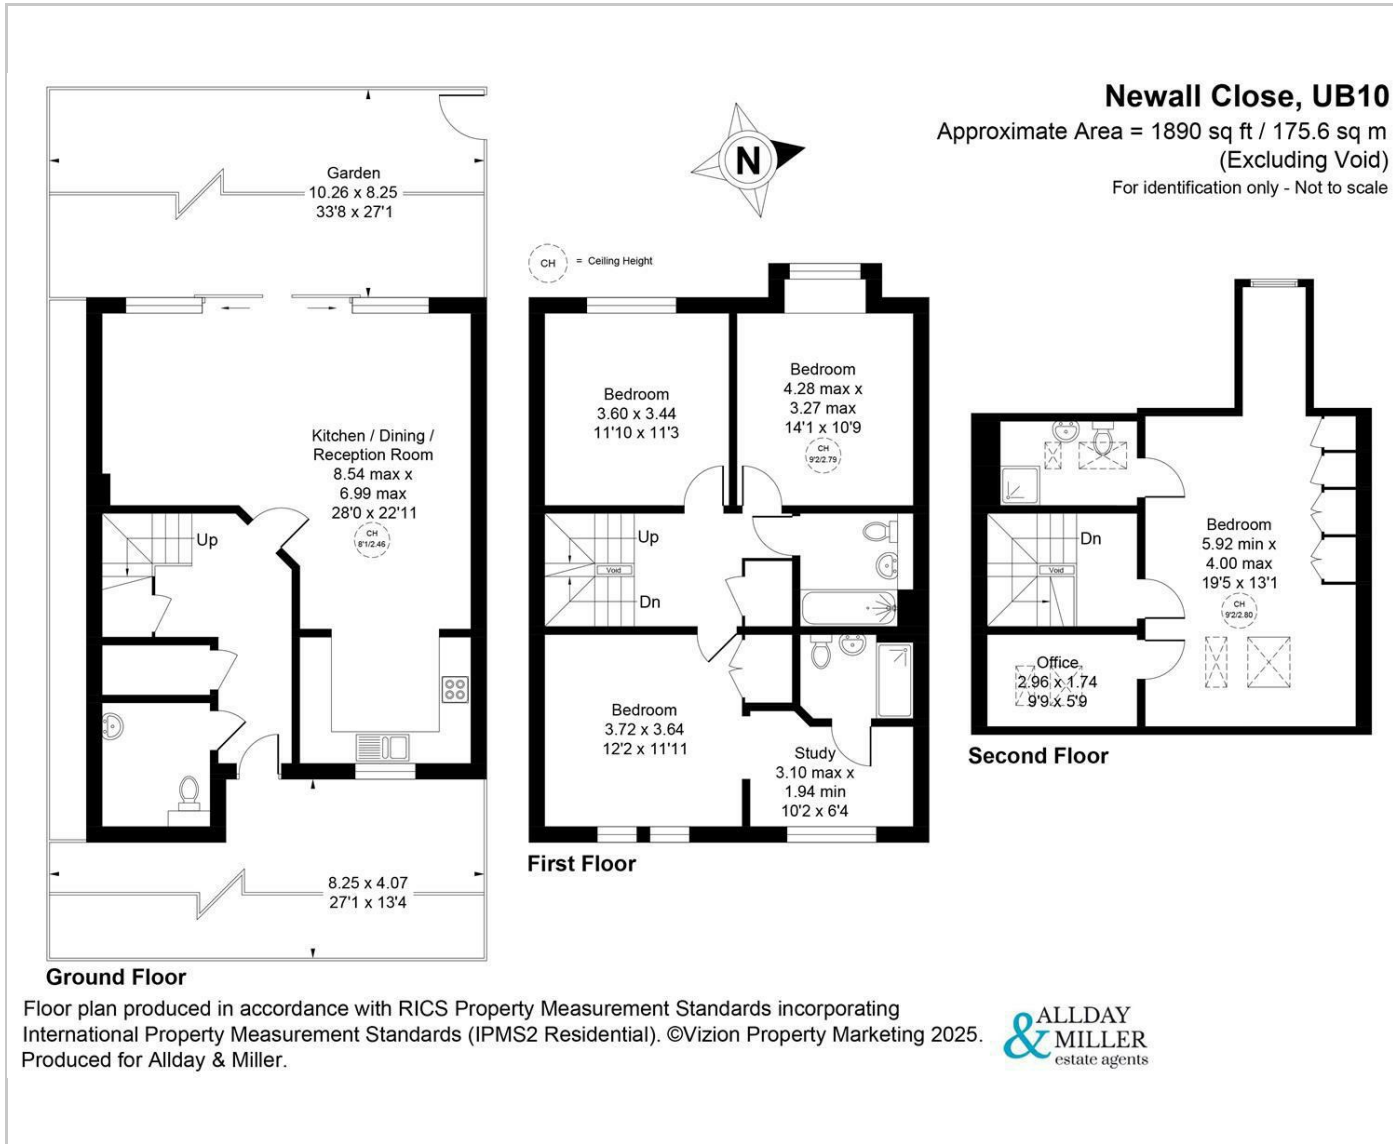 Newall Close, UB10
Approximate Area = 1890 sq ft / 175.6 sq m
(Excluding Void)
For identification only - Not to scale
N
CH
= Ceiling Height
Garden
10.26 x 8.25
33'8 x 27'1
Kitchen / Dining /
Reception Room
8.54 max x
6.99 max
28'0 x 22'11
CH
8'1/2.46
Up
8.25 x 4.07
27'1 x 13'4
Ground Floor
Bedroom
3.60 x 3.44
11'10 x 11'3
Bedroom
4.28 max x
3.27 max
14'1 x 10'9
CH
9'2/2.79
Up
Void
Dn
Bedroom
3.72 x 3.64
12'2 x 11'11
Study
3.10 max x
1.94 min
10'2 x 6'4
First Floor
Dn
Void
Bedroom
5.92 min x
4.00 max
19'5 x 13'1
CH
9'2/2.80
Office
2.96 x 1.74
9'9 x 5'9
Second Floor
Floor plan produced in accordance with RICS Property Measurement Standards incorporating
International Property Measurement Standards (IPMS2 Residential). ©Vizion Property Marketing 2025.
Produced for Allday & Miller.
ALLDAY
& MILLER
estate agents